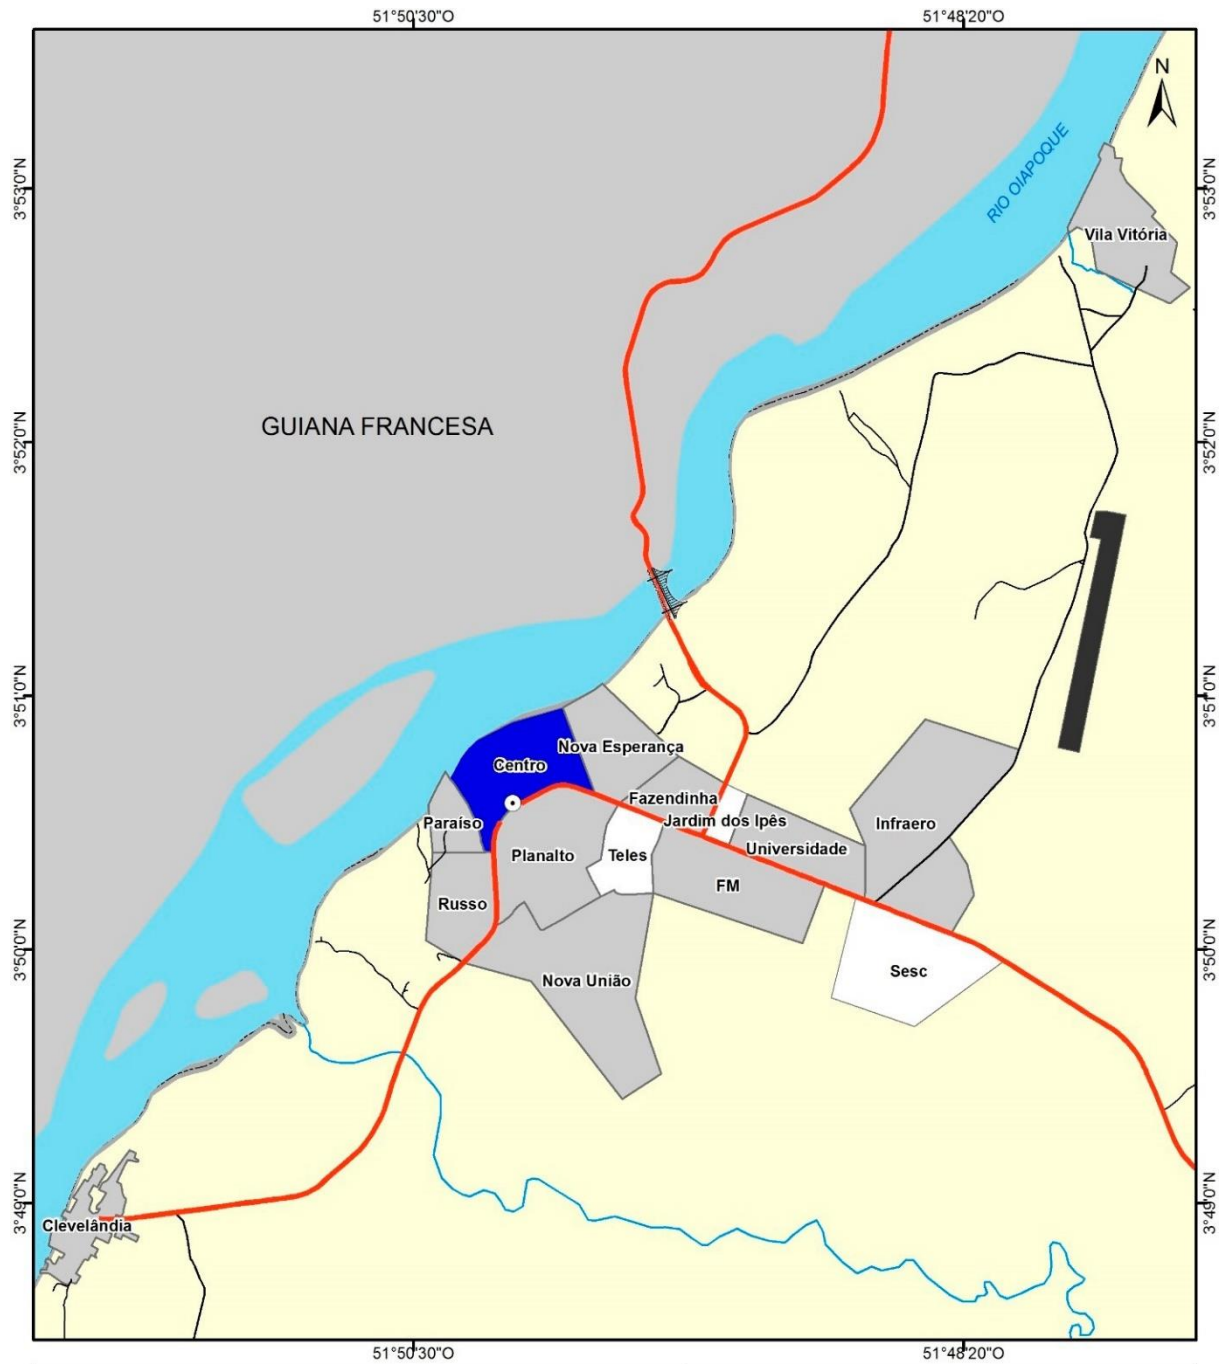 51°50'30"O
51°48'20"O
N
3°53'0"N
3°53'0"N
RIO OIAPOQUE
Vila Vitória
GUIANA FRANCESA
3°52'0"N
3°52'0"N
3°51'0"N
3°51'0"N
Nova Esperança
Centro
Fazendinha
Jardim dos Ipês
Paraíso
Infraero
Planalto
Teles
Universidade
FM
Russo
3°50'0"N
3°50'0"N
Sesc
Nova União
3°49'0"N
3°49'0"N
Clevelândia
51°50'30"O
51°48'20"O